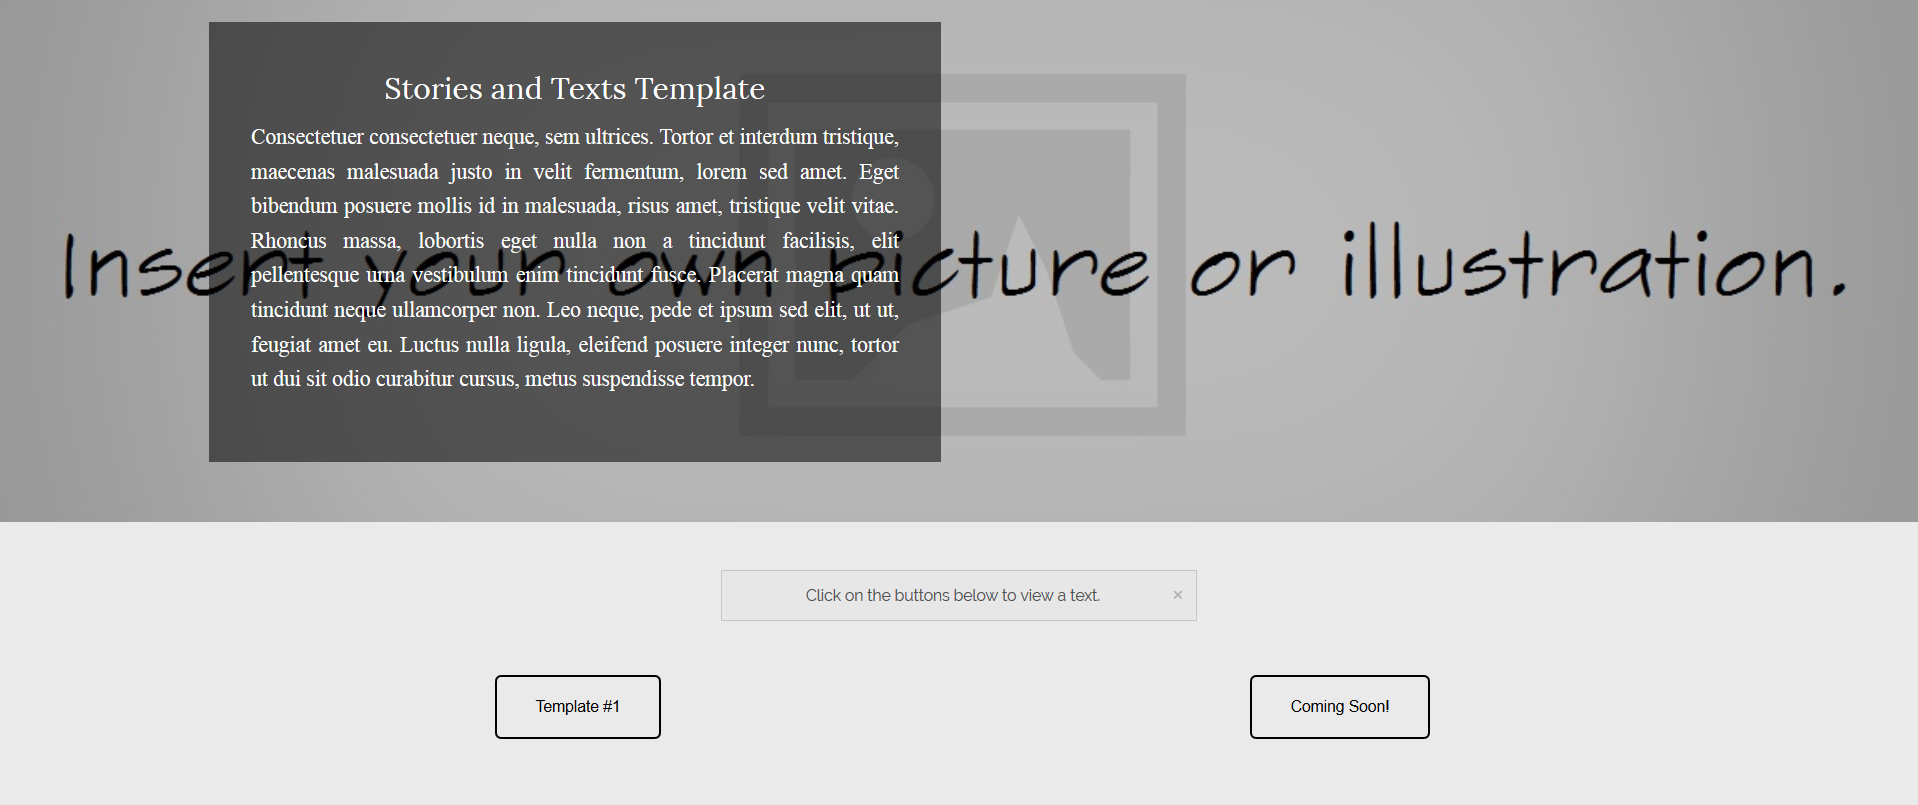 Stories and Texts Template
Consectetuer consectetuer neque, sem ultrices. Tortor et interdum tristique,
maecenas malesuada justo in velit fermentum, lorem sed amet. Eget
bibendum posuere mollis id in malesuada, risus amet, tristique velit vitae.
Rhoncus massa, lobortis eget nulla non a tincidunt facilisis, elit
pellentesque urna vestibulum enim tincidunt fusce. Placerat magna quam
tincidunt neque ullamcorper non. Leo neque, pede et ipsum sed elit, ut ut,
feugiat amet eu. Luctus nulla ligula, eleifend posuere integer nunc, tortor
ut dui sit odio curabitur cursus, metus suspendisse tempor.
Insert your own picture or illustration.
Click on the buttons below to view a text. ×
Template #1
Coming Soon!